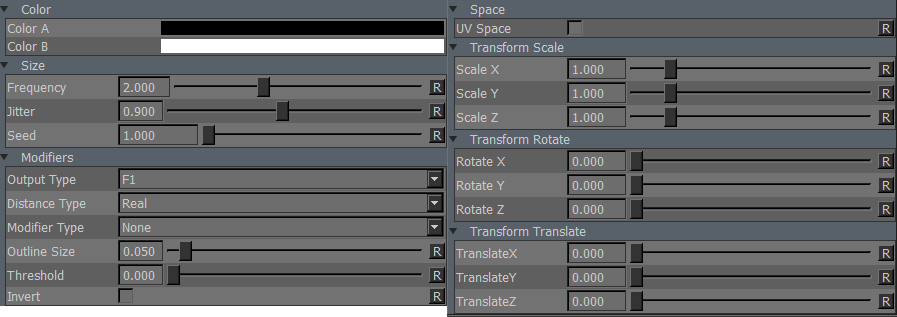 Color
Color A
Color B
Size
Frequency 2.000 R
Jitter 0.900 R
Seed 1.000 R
Modifiers
Output Type F1
Distance Type Real
Modifier Type None
Outline Size 0.050 R
Threshold 0.000 R
Invert R
Space
UV Space R
Transform Scale
Scale X 1.000 R
Scale Y 1.000 R
Scale Z 1.000 R
Transform Rotate
Rotate X 0.000 R
Rotate Y 0.000 R
Rotate Z 0.000 R
Transform Translate
TranslateX 0.000 R
TranslateY 0.000 R
TranslateZ 0.000 R